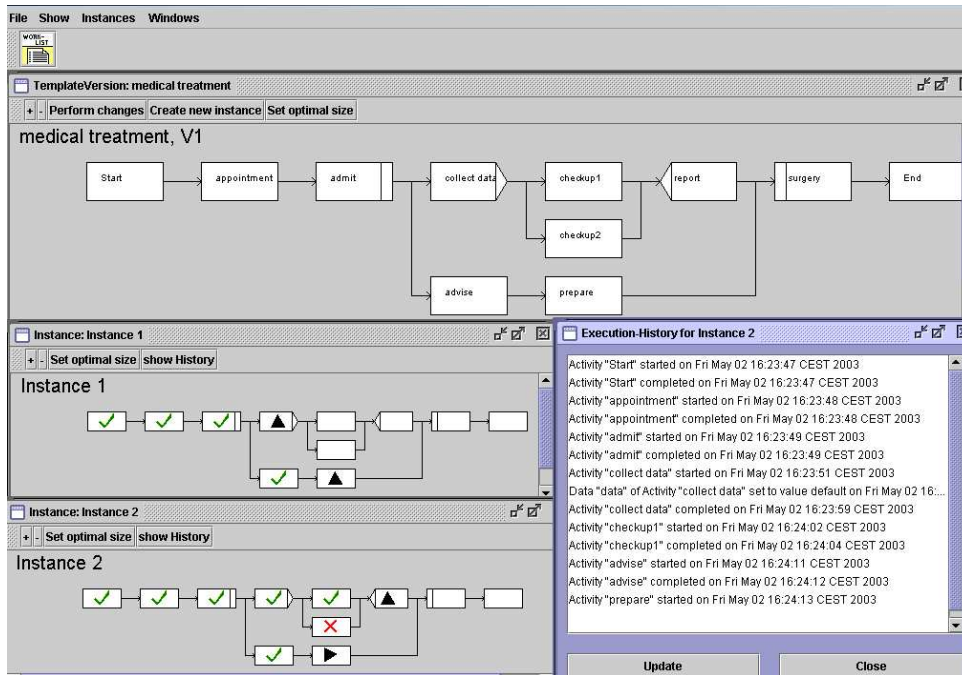 File Show Instances Windows
WORK-
LIST
TemplateVersion: medical treatment
+ - Perform changes Create new instance Set optimal size
medical treatment, V1
Start
appointment
admit
collect data
checkup1
report
surgery
End
checkup2
advise
prepare
Instance: Instance 1
+ - Set optimal size show History
Instance 1
Instance: Instance 2
+ - Set optimal size show History
Instance 2
Execution-History for Instance 2
Activity "Start" started on Fri May 02 16:23:47 CEST 2003
Activity "Start" completed on Fri May 02 16:23:47 CEST 2003
Activity "appointment" started on Fri May 02 16:23:48 CEST 2003
Activity "appointment" completed on Fri May 02 16:23:48 CEST 2003
Activity "admit" started on Fri May 02 16:23:49 CEST 2003
Activity "admit" completed on Fri May 02 16:23:49 CEST 2003
Activity "collect data" started on Fri May 02 16:23:51 CEST 2003
Data "data" of Activity "collect data" set to value default on Fri May 02 16:...
Activity "collect data" completed on Fri May 02 16:23:59 CEST 2003
Activity "checkup1" started on Fri May 02 16:24:02 CEST 2003
Activity "checkup1" completed on Fri May 02 16:24:04 CEST 2003
Activity "advise" started on Fri May 02 16:24:11 CEST 2003
Activity "advise" completed on Fri May 02 16:24:12 CEST 2003
Activity "prepare" started on Fri May 02 16:24:13 CEST 2003
Update Close